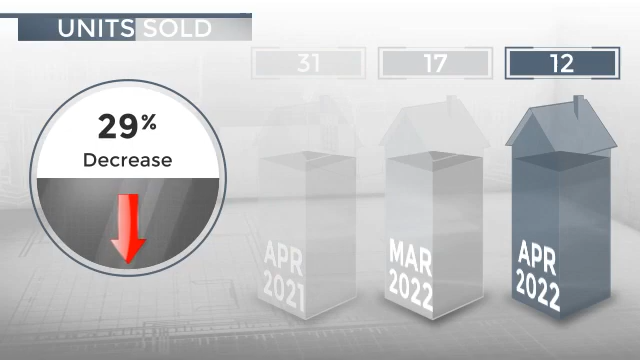 UNITS SOLD
31
17
12
29%
Decrease
APR
2021
MAR
2022
APR
2022